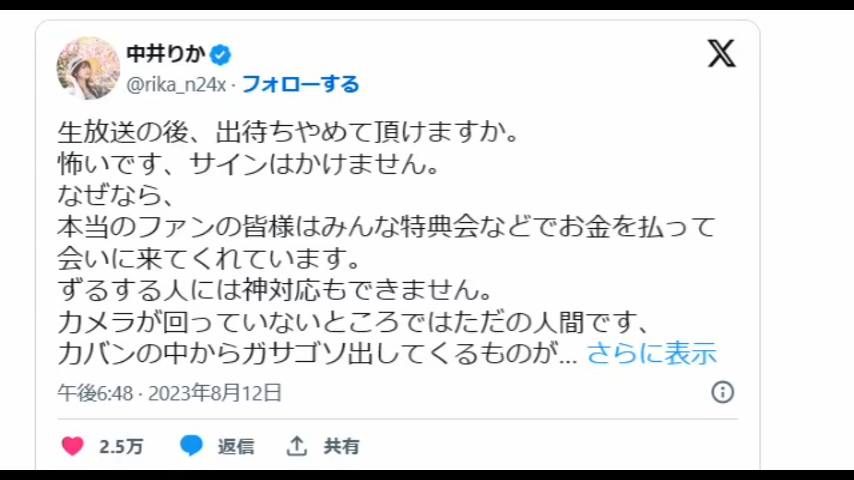 中井りか
@rika_n24x · フォローする
生放送の後、出待ちやめて頂けますか。
怖いです、サインはかけません。
なぜなら、
本当のファンの皆様はみんな特典会などでお金を払って
会いに来てくれています。
ずるする人には神対応もできません。
カメラが回っていないところではただの人間です、
カバンの中からガサゴソ出してくるものが... さらに表示
午後6:48 · 2023年8月12日
2.5万 返信 共有